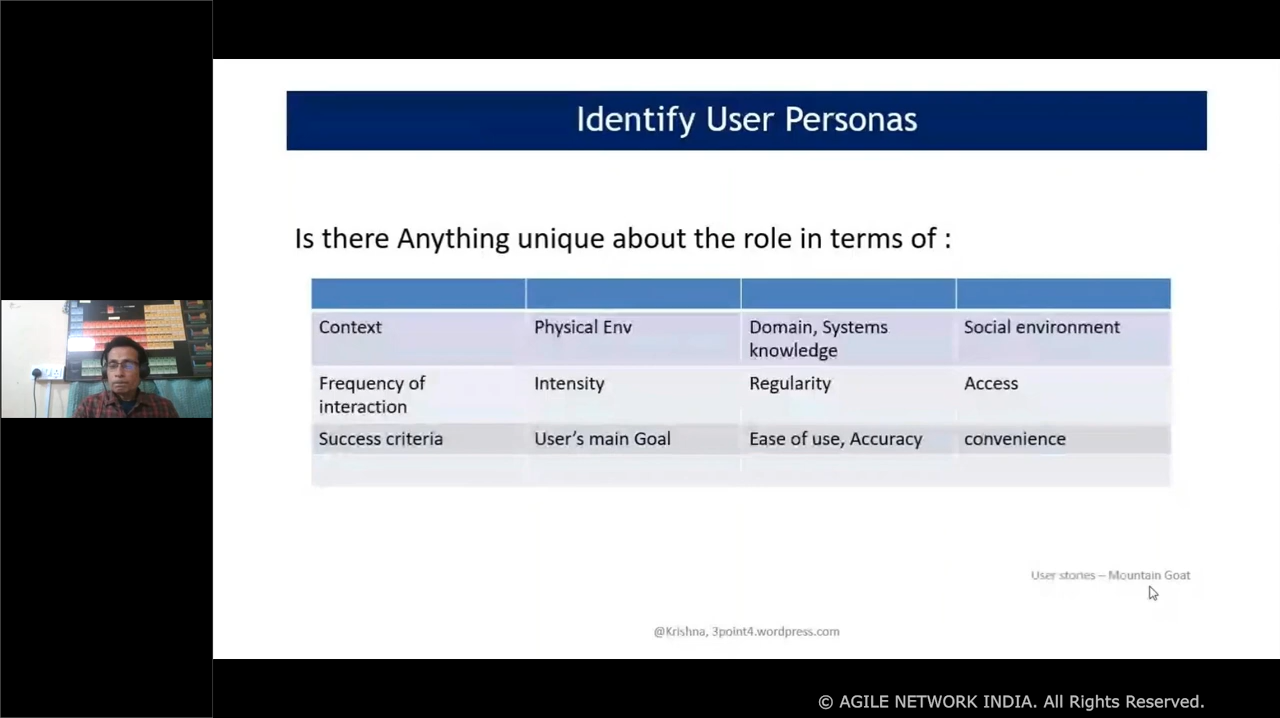 Identify User Personas
Is there Anything unique about the role in terms of :
Context Physical Env Domain, Systems knowledge Social environment
Frequency of interaction Intensity Regularity Access
Success criteria User's main Goal Ease of use, Accuracy convenience
User stories – Mountain Goat
@Krishna, 3point4.wordpress.com
© AGILE NETWORK INDIA. All Rights Reserved.